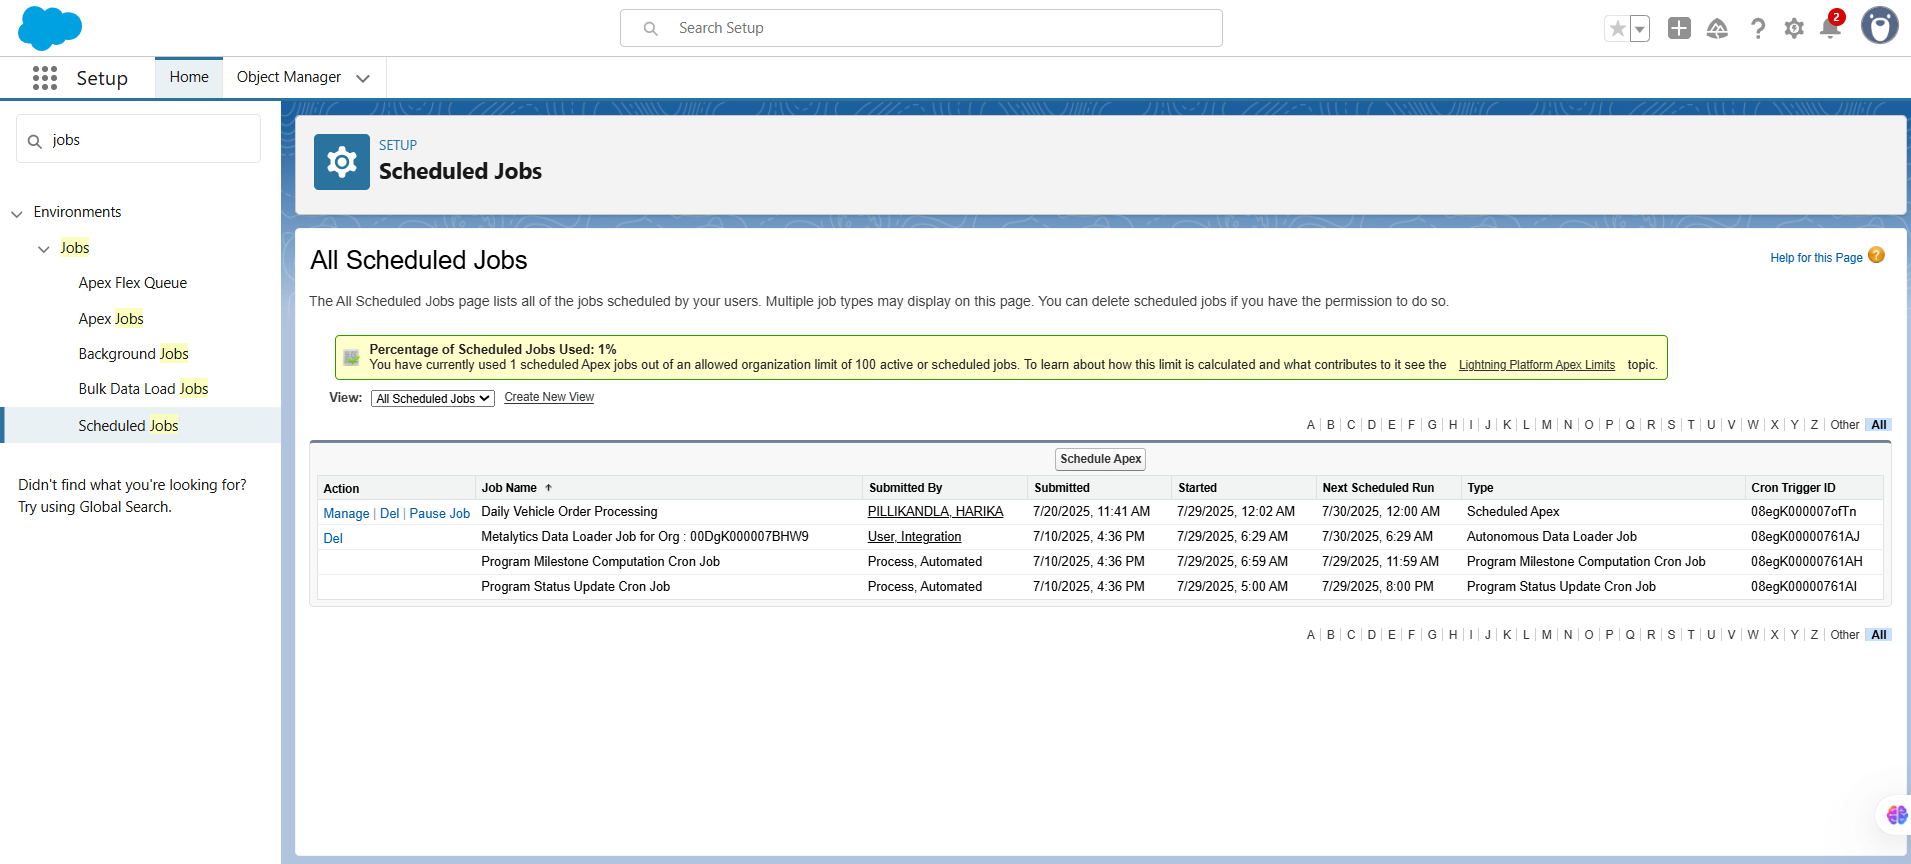 Search Setup
2
Setup
Home
Object Manager
jobs
Environments
Jobs
Apex Flex Queue
Apex Jobs
Background Jobs
Bulk Data Load Jobs
Scheduled Jobs
Didn't find what you're looking for?
Try using Global Search.
SETUP
Scheduled Jobs
All Scheduled Jobs
Help for this Page ?
The All Scheduled Jobs page lists all of the jobs scheduled by your users. Multiple job types may display on this page. You can delete scheduled jobs if you have the permission to do so.
Percentage of Scheduled Jobs Used: 1%
You have currently used 1 scheduled Apex jobs out of an allowed organization limit of 100 active or scheduled jobs. To learn about how this limit is calculated and what contributes to it see the Lightning Platform Apex Limits topic.
View: All Scheduled Jobs Create New View
A | B | C | D | E | F | G | H | I | J | K | L | M | N | O | P | Q | R | S | T | U | V | W | X | Y | Z | Other All
Schedule Apex
Action Job Name ↑ Submitted By Submitted Started Next Scheduled Run Type Cron Trigger ID
Manage | Del | Pause Job Daily Vehicle Order Processing PILLIKANDLA, HARIKA 7/20/2025, 11:41 AM 7/29/2025, 12:02 AM 7/30/2025, 12:00 AM Scheduled Apex 08egK000007ofTn
Del Metalytics Data Loader Job for Org : 00DgK000007BHW9 User, Integration 7/10/2025, 4:36 PM 7/29/2025, 6:29 AM 7/30/2025, 6:29 AM Autonomous Data Loader Job 08egK00000761AJ
Program Milestone Computation Cron Job Process, Automated 7/10/2025, 4:36 PM 7/29/2025, 6:59 AM 7/29/2025, 11:59 AM Program Milestone Computation Cron Job 08egK00000761AH
Program Status Update Cron Job Process, Automated 7/10/2025, 4:36 PM 7/29/2025, 5:00 AM 7/29/2025, 8:00 PM Program Status Update Cron Job 08egK00000761AI
A | B | C | D | E | F | G | H | I | J | K | L | M | N | O | P | Q | R | S | T | U | V | W | X | Y | Z | Other All